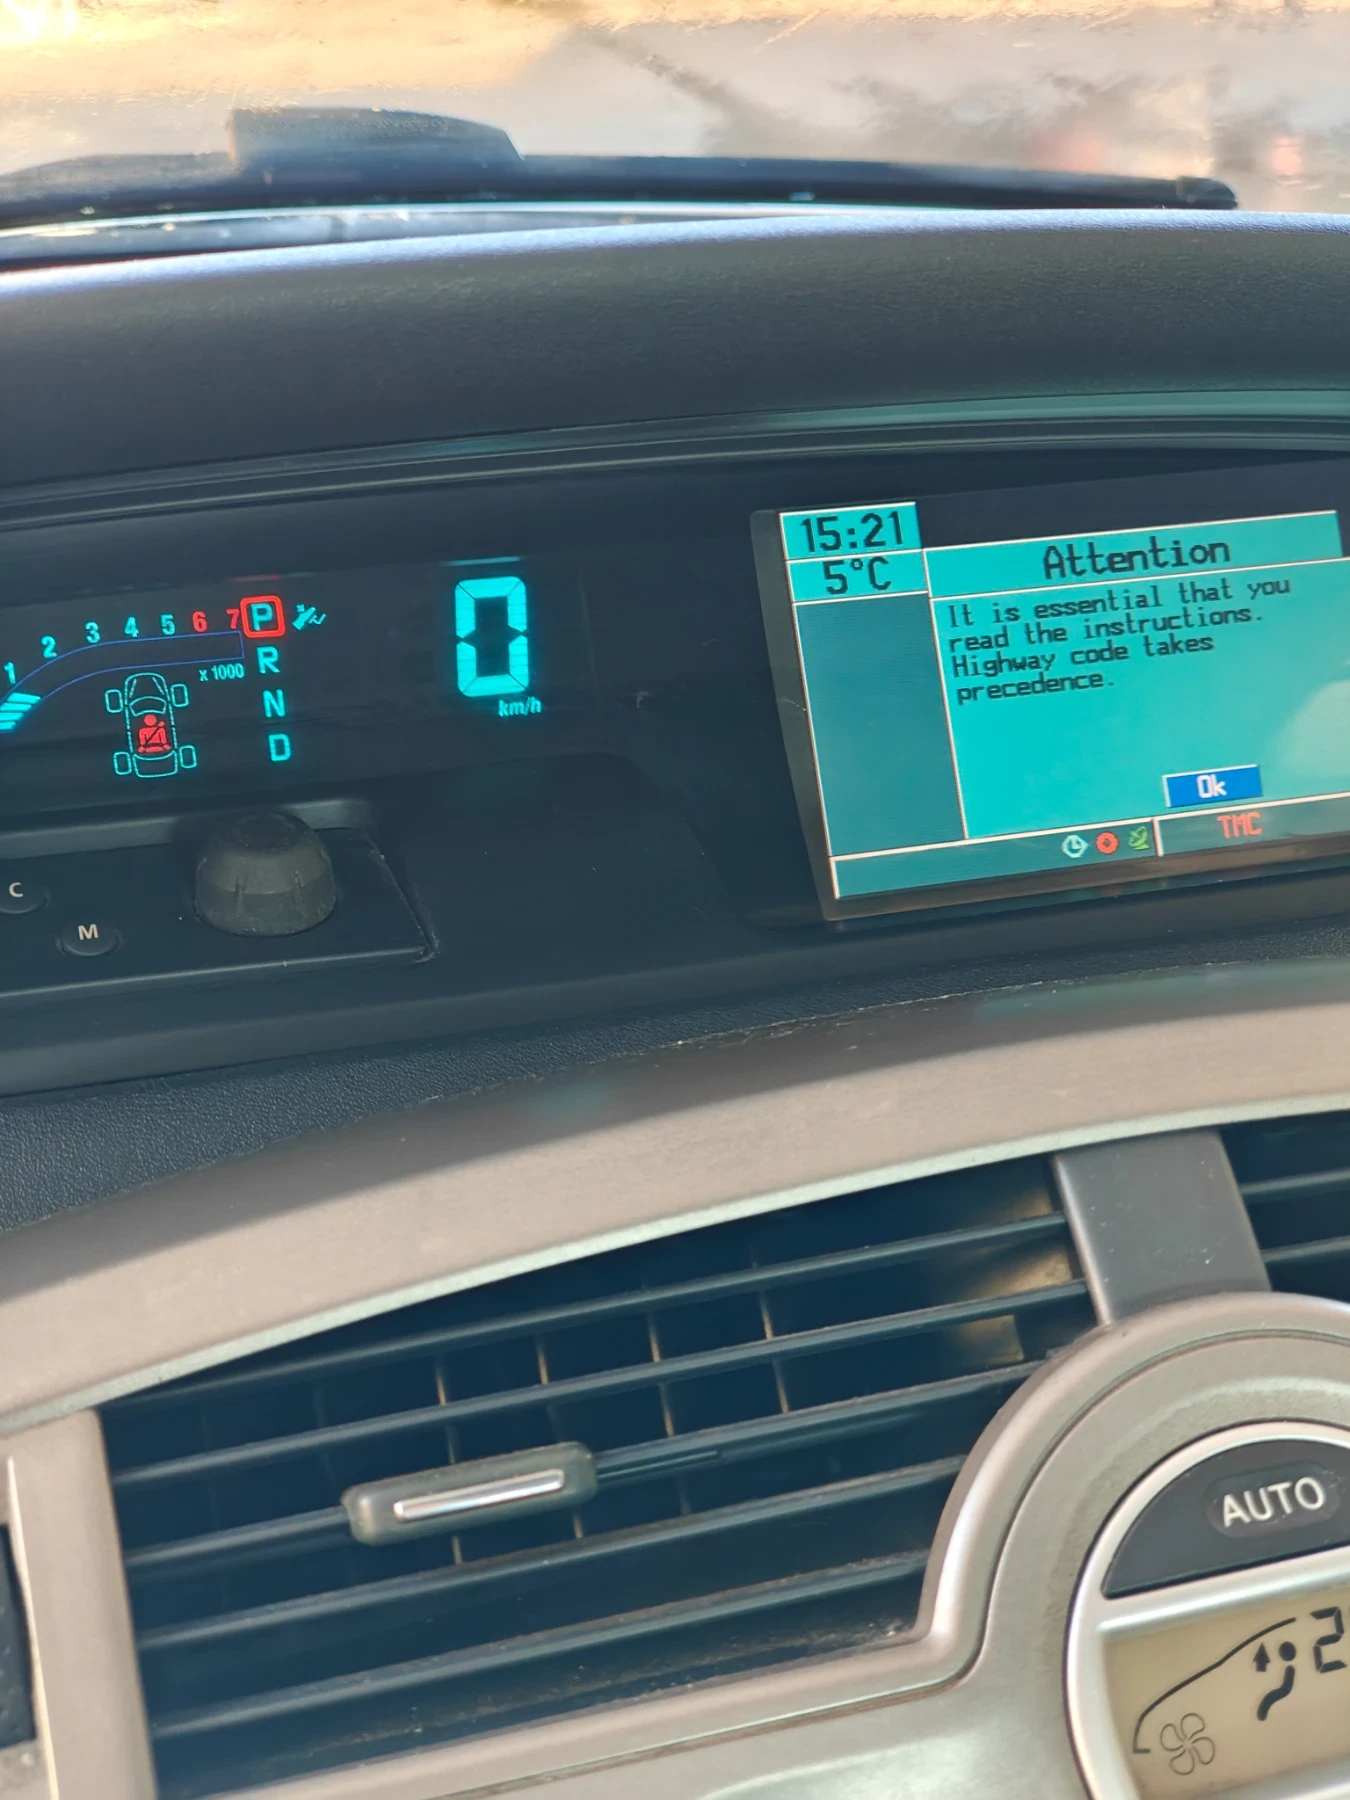 15:21
5°C
Attention
It is essential that you
read the instructions.
Highway code takes
precedence.
Ok
TMC
1 2 3 4 5 6 7
x 1000
P
R
N
D
0
km/h
C
M
AUTO
2